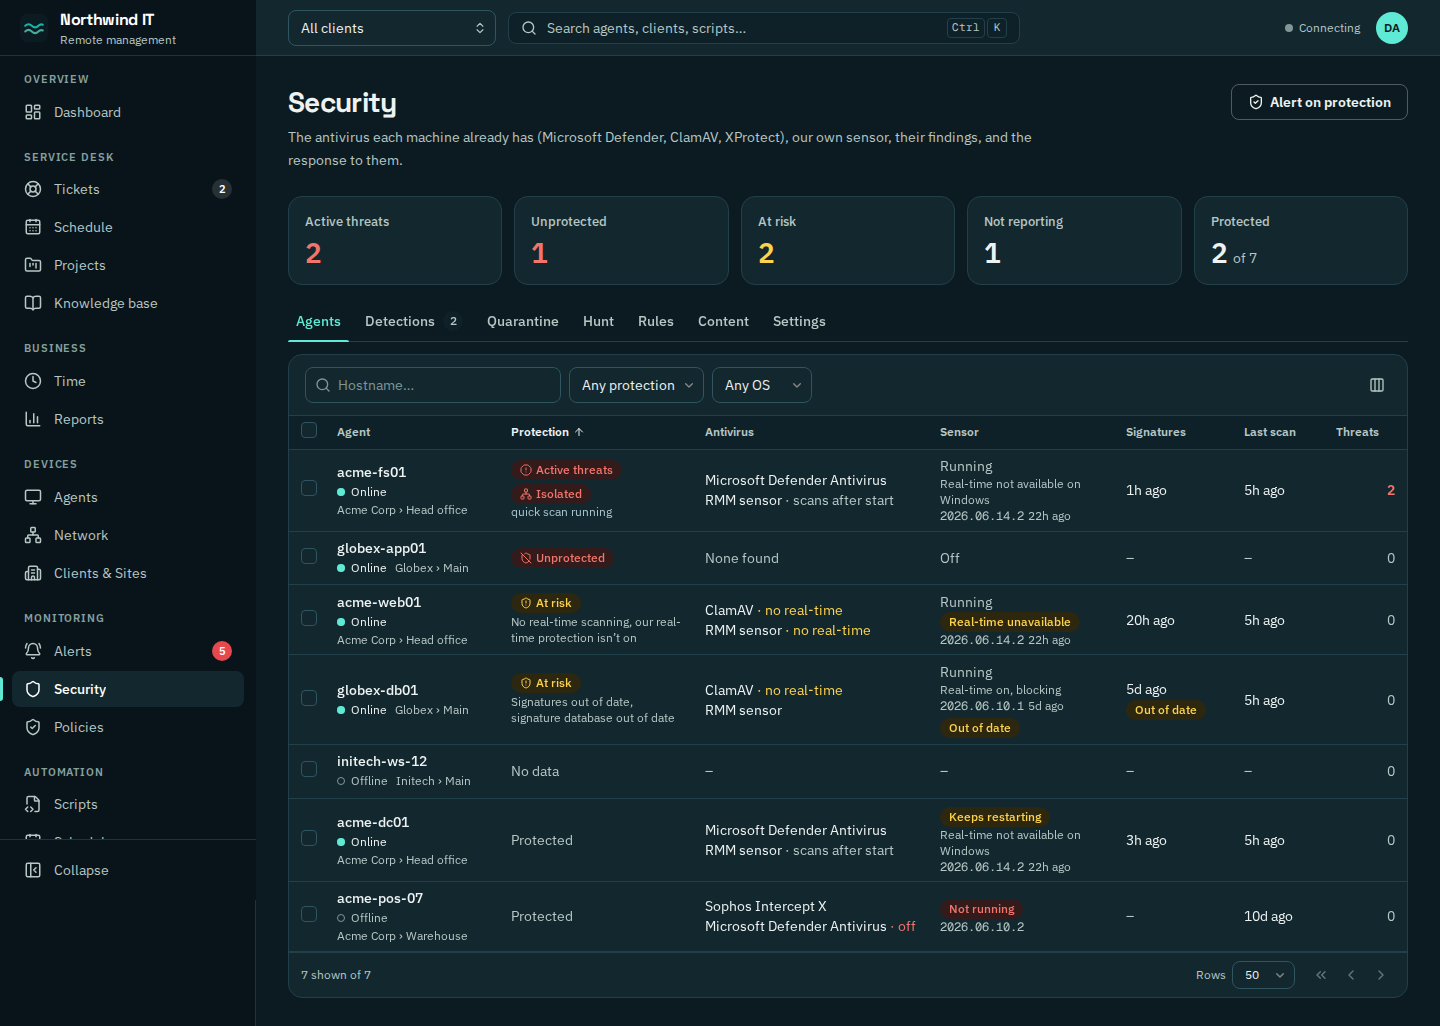 Northwind IT
Remote management
All clients
Search agents, clients, scripts...
Ctrl K
Connecting
DA
OVERVIEW
Dashboard
SERVICE DESK
Tickets 2
Schedule
Projects
Knowledge base
BUSINESS
Time
Reports
DEVICES
Agents
Network
Clients & Sites
MONITORING
Alerts 5
Security
Policies
AUTOMATION
Scripts
Collapse
Security
Alert on protection
The antivirus each machine already has (Microsoft Defender, ClamAV, XProtect), our own sensor, their findings, and the
response to them.
Active threats
2
Unprotected
1
At risk
2
Not reporting
1
Protected
2 of 7
Agents Detections 2 Quarantine Hunt Rules Content Settings
Hostname...
Any protection
Any OS
Agent Protection ↑ Antivirus Sensor Signatures Last scan Threats
acme-fs01
Online
Acme Corp › Head office
Active threats
Isolated
quick scan running
Microsoft Defender Antivirus
RMM sensor · scans after start
Running
Real-time not available on
Windows
2026.06.14.2 22h ago
1h ago
5h ago
2
globex-app01
Online Globex › Main
Unprotected
None found
Off
–
–
0
acme-web01
Online
Acme Corp › Head office
At risk
No real-time scanning, our real-
time protection isn't on
ClamAV · no real-time
RMM sensor · no real-time
Running
Real-time unavailable
2026.06.14.2 22h ago
20h ago
5h ago
0
globex-db01
Online Globex › Main
At risk
Signatures out of date,
signature database out of date
ClamAV · no real-time
RMM sensor
Running
Real-time on, blocking
2026.06.10.1 5d ago
Out of date
5d ago
Out of date
5h ago
0
initech-ws-12
Offline Initech › Main
No data
–
–
–
–
0
acme-dc01
Online
Acme Corp › Head office
Protected
Microsoft Defender Antivirus
RMM sensor · scans after start
Keeps restarting
Real-time not available on
Windows
2026.06.14.2 22h ago
3h ago
5h ago
0
acme-pos-07
Offline
Acme Corp › Warehouse
Protected
Sophos Intercept X
Microsoft Defender Antivirus · off
Not running
2026.06.10.2
–
10d ago
0
7 shown of 7
Rows 50